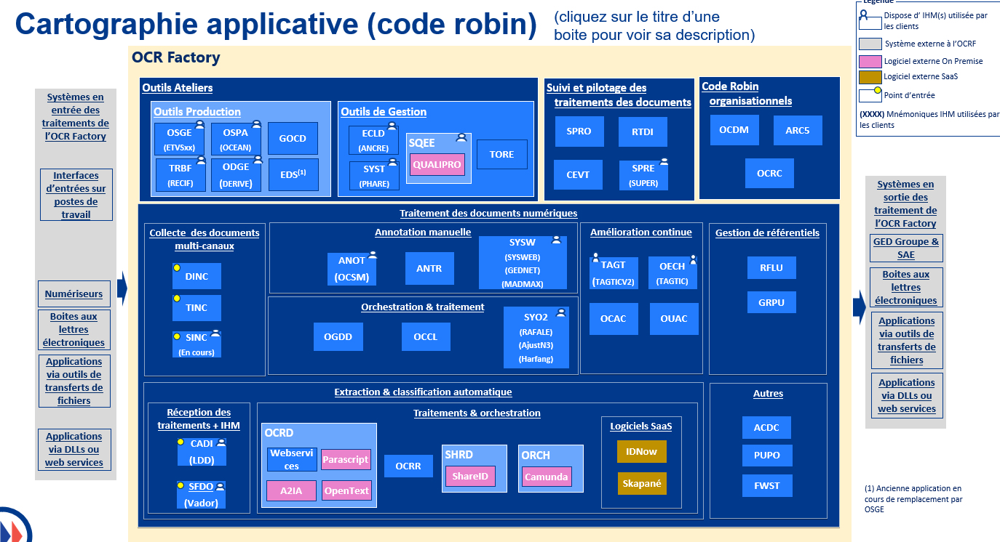 Cartographie applicative (code robin)
(cliquez sur le titre d'une
boite pour voir sa description)
Légende
Dispose d' IHM(s) utilisée par
les clients
Système externe à l'OCRF
Logiciel externe On Premise
Logiciel externe SaaS
Point d'entrée
(XXXX) Mnémoniques IHM utilisées par
les clients
Systèmes en
entrée des
traitements de
l'OCR Factory
Interfaces
d'entrées sur
postes de
travail
Numériseurs
Boites aux
lettres
électroniques
Applications
via outils de
transferts de
fichiers
Applications
via DLLs ou
web services
OCR Factory
Outils Ateliers
Outils Production
OSGE
(ETVSxx)
OSPA
(OCEAN)
GOCD
TRBF
(RECIF)
ODGE
(DERIVE)
EDS(1)
Outils de Gestion
ECLD
(ANCRE)
SYST
(PHARE)
SQEE
QUALIPRO
TORE
Suivi et pilotage des
traitements des documents
SPRO
RTDI
CEVT
SPRE
(SUPER)
Code Robin
organisationnels
OCDM
ARC5
OCRC
Traitement des documents numériques
Collecte des documents
multi-canaux
DINC
TINC
SINC
(En cours)
Annotation manuelle
ANOT
(OCSM)
ANTR
SYSW
(SYSWEB)
(GEDNET)
(MADMAX)
Orchestration & traitement
OGDD
OCCL
SYO2
(RAFALE)
(AjustN3)
(Harfang)
Amélioration continue
TAGT
(TAGTICV2)
OECH
(TAGTIC)
OCAC
OUAC
Gestion de référentiels
RFLU
GRPU
Extraction & classification automatique
Réception des
traitements + IHM
CADI
(LDD)
SFDO
(Vador)
Traitements & orchestration
OCRD
Webservi
ces
Parascript
A2IA
OpenText
OCRR
SHRD
ShareID
ORCH
Camunda
Logiciels SaaS
IDNow
Skapané
Autres
ACDC
PUPO
FWST
Systèmes en
sortie des
traitement de
l'OCR Factory
GED Groupe &
SAE
Boites aux
lettres
électroniques
Applications
via outils de
transferts de
fichiers
Applications
via DLLs ou
web services
(1) Ancienne application en
cours de remplacement par
OSGE